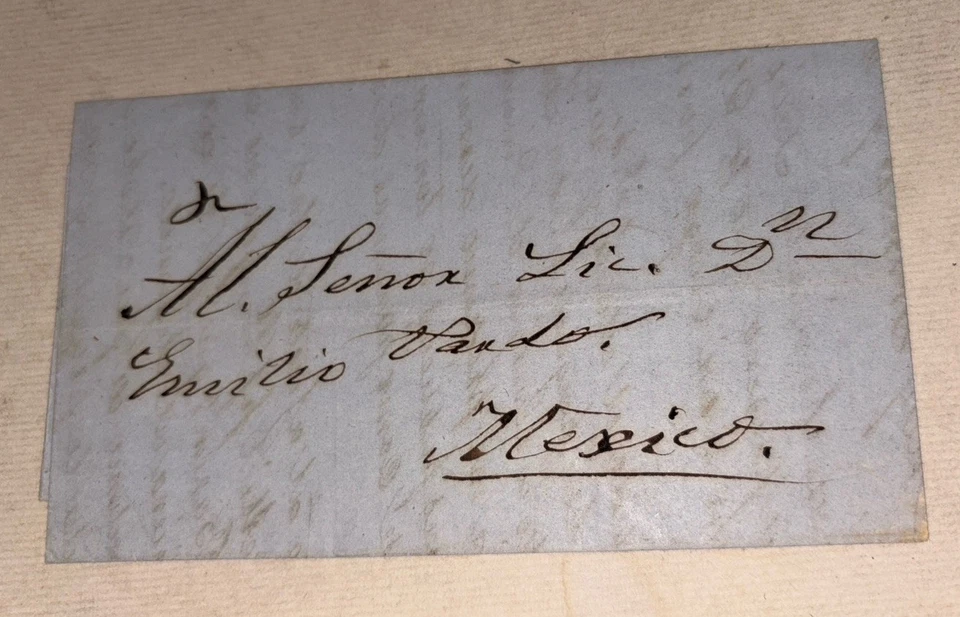 Al. Señor Lic. Dn
Emilio Pardo.
Mexico.